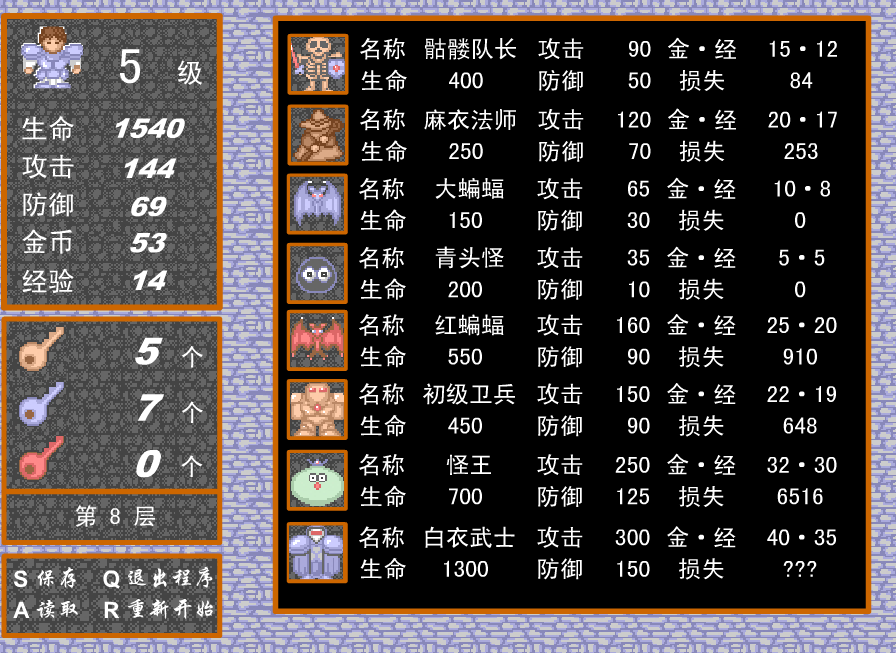 5 级
生命 1540
攻击 144
防御 69
金币 53
经验 14
5 个
7 个
0 个
第 8 层
S 保存 Q 退出程序
A 读取 R 重新开始
名称 骷髅队长 攻击 90 金·经 15·12
生命 400 防御 50 损失 84
名称 麻衣法师 攻击 120 金·经 20·17
生命 250 防御 70 损失 253
名称 大蝙蝠 攻击 65 金·经 10·8
生命 150 防御 30 损失 0
名称 青头怪 攻击 35 金·经 5·5
生命 200 防御 10 损失 0
名称 红蝙蝠 攻击 160 金·经 25·20
生命 550 防御 90 损失 910
名称 初级卫兵 攻击 150 金·经 22·19
生命 450 防御 90 损失 648
名称 怪王 攻击 250 金·经 32·30
生命 700 防御 125 损失 6516
名称 白衣武士 攻击 300 金·经 40·35
生命 1300 防御 150 损失 ???